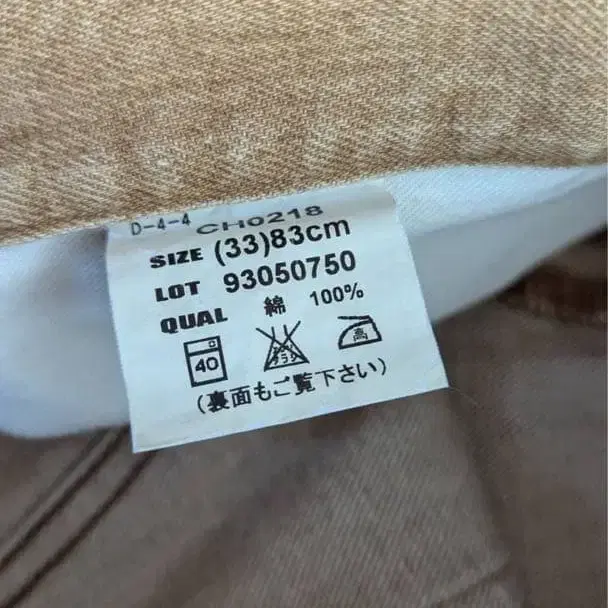 D-4-4 CH0218
SIZE (33)83cm
LOT 93050750
QUAL 綿 100%
40 高
(裏面もご覧下さい)